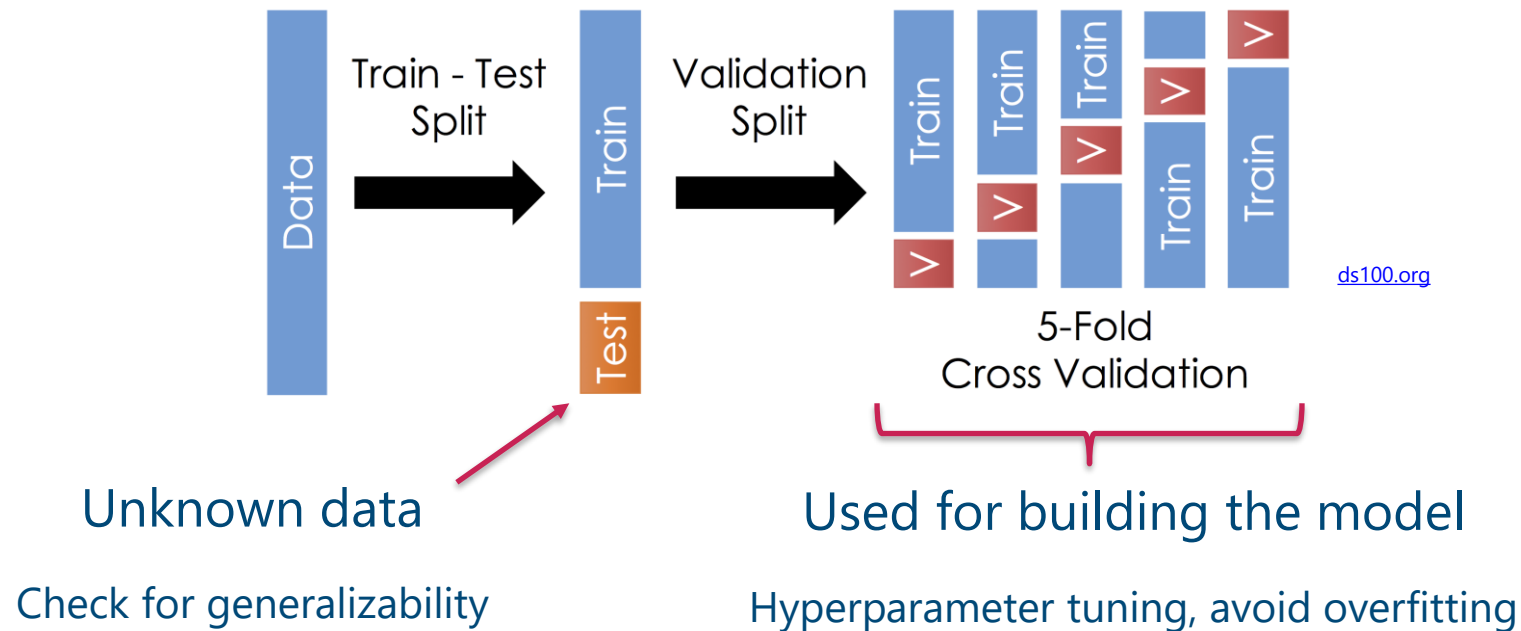 Data
Train - Test
Split
Train
Test
Validation
Split
Train
V
Train
V
Train
V
V
Train
V
Train
5-Fold
Cross Validation
ds100.org
Unknown data
Check for generalizability
Used for building the model
Hyperparameter tuning, avoid overfitting